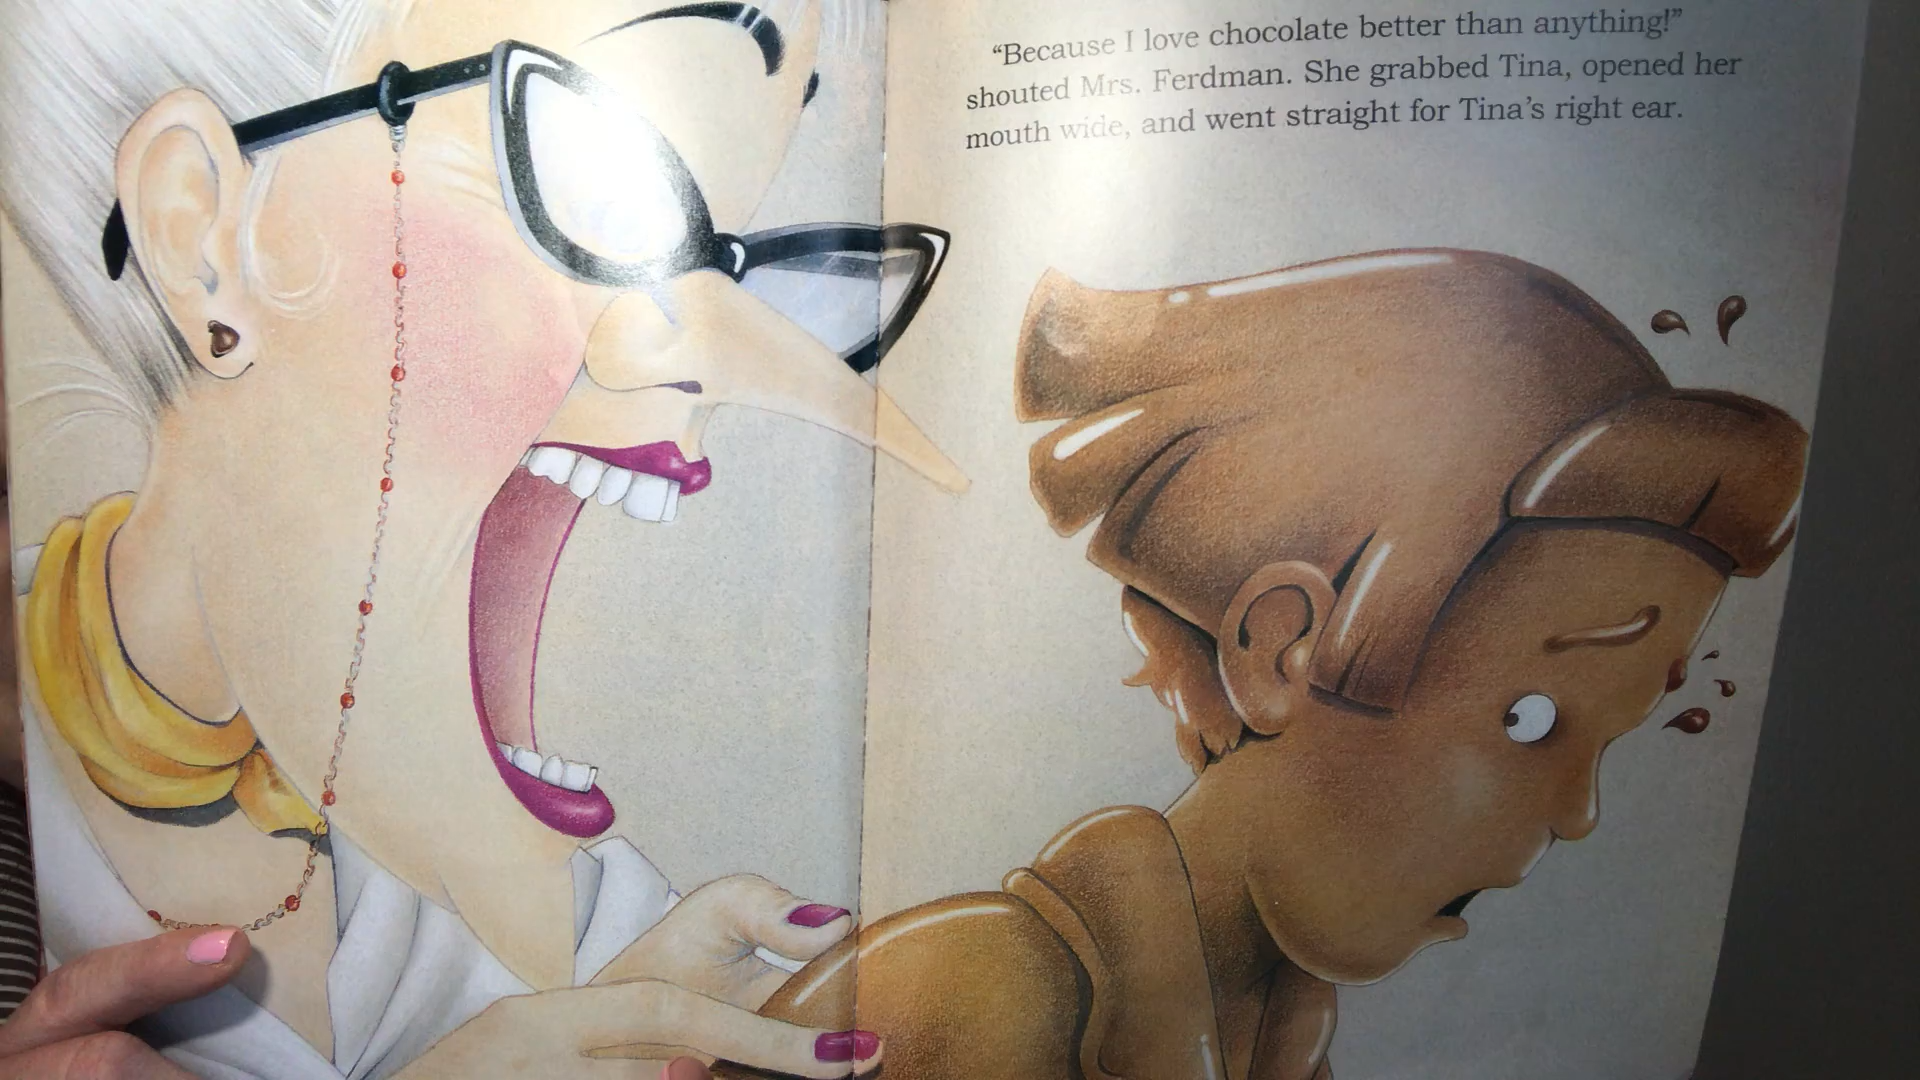 “Because I love chocolate better than anything!”
shouted Mrs. Ferdman. She grabbed Tina, opened her
mouth wide, and went straight for Tina’s right ear.